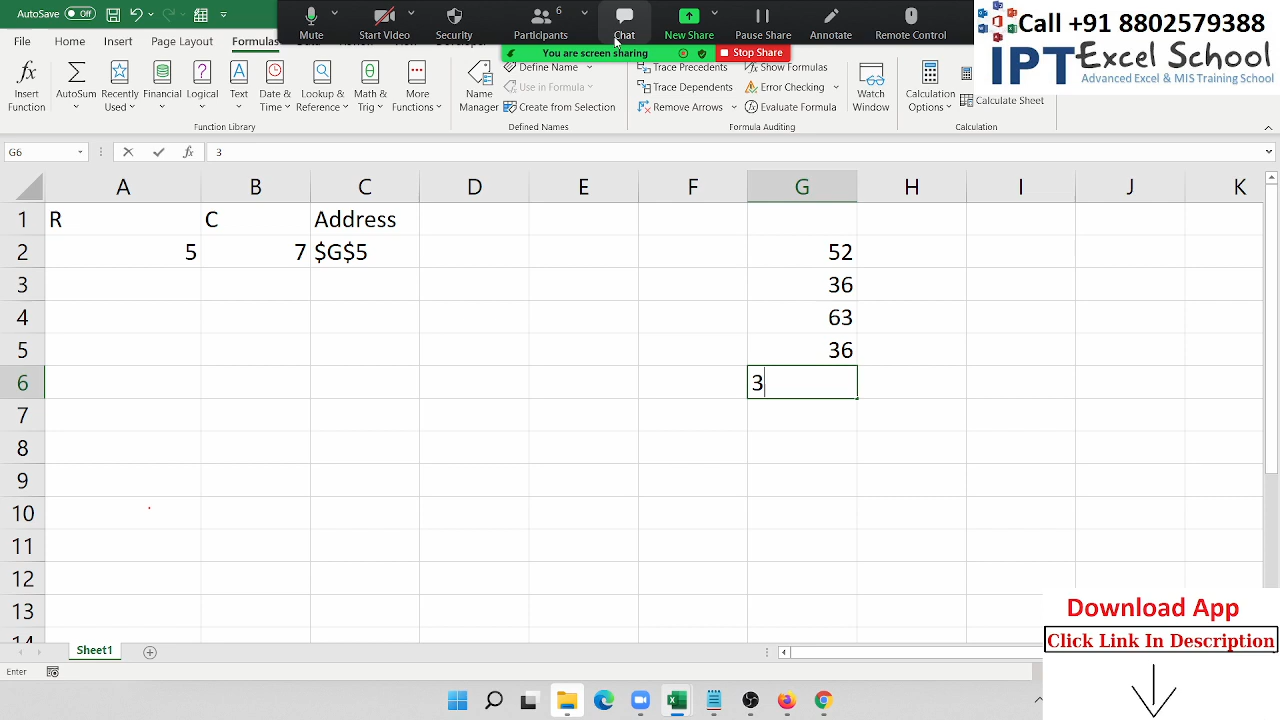 AutoSave Off
Mute
Start Video
Security
6
Participants
Chat
New Share
Pause Share
Annotate
Remote Control
You are screen sharing
Stop Share
Call +91 8802579388
IPT Excel School
Advanced Excel & MIS Training School
File
Home
Insert
Page Layout
Formulas
Insert
Function
AutoSum
Recently
Used
Financial
Logical
Text
Date &
Time
Lookup &
Reference
Math &
Trig
More
Functions
Function Library
Name
Manager
Define Name
Use in Formula
Create from Selection
Defined Names
Trace Precedents
Trace Dependents
Remove Arrows
Show Formulas
Error Checking
Evaluate Formula
Formula Auditing
Watch
Window
Calculation
Options
Calculate Sheet
Calculation
G6
fx
3
A B C D E F G H I J K
1 R C Address
2 5 7 $G$5 52
3 36
4 63
5 36
6 3
7
8
9
10
11
12
13
14
Sheet1
Enter
Download App
Click Link In Description